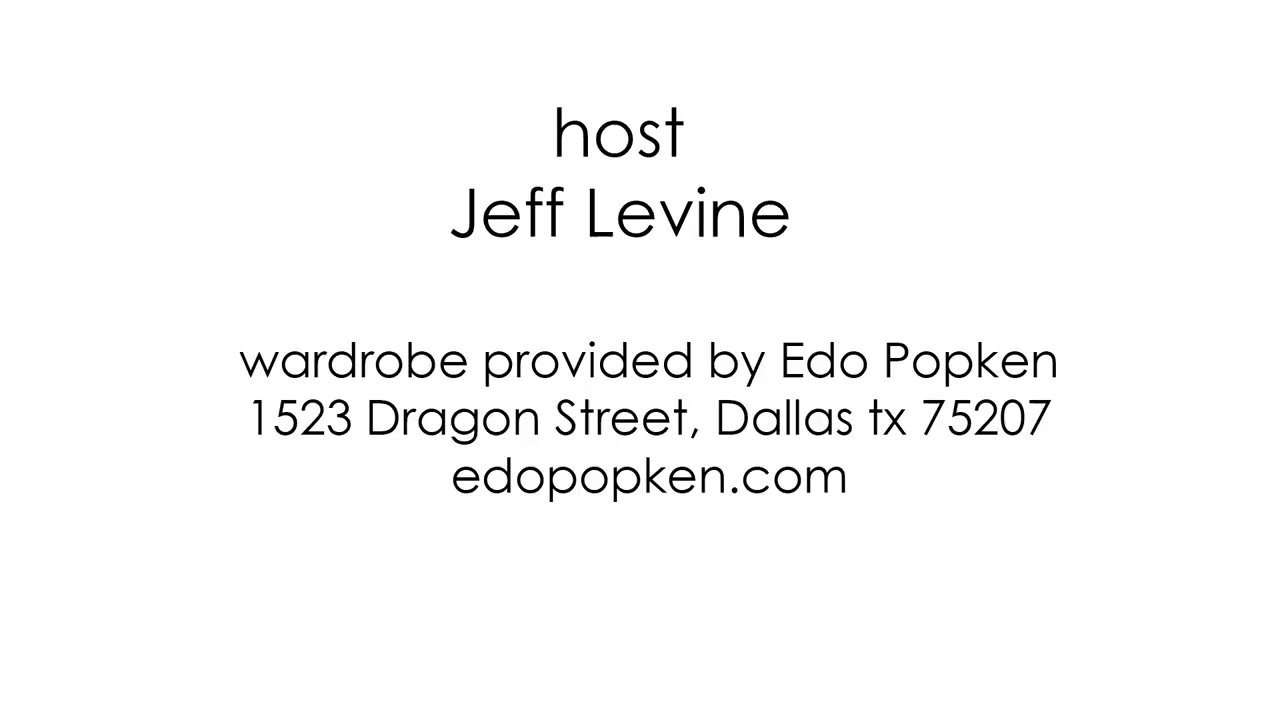 host
Jeff Levine
wardrobe provided by Edo Popken
1523 Dragon Street, Dallas tx 75207
edopopken.com